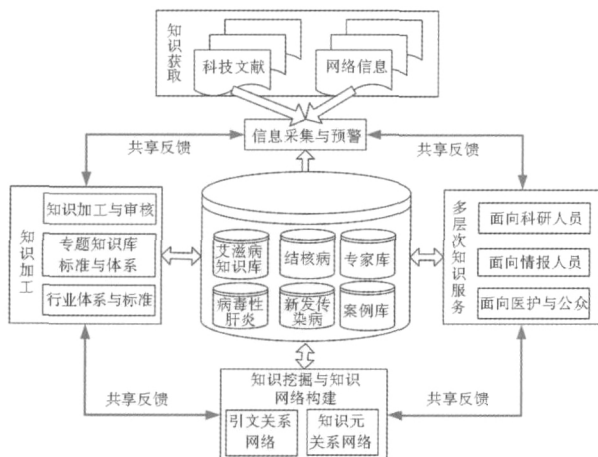 知识获取
科技文献
网络信息
信息采集与预警
共享反馈
共享反馈
知识加工
知识加工与审核
专题知识库
标准与体系
行业体系与标准
艾滋病
知识库
结核病
专家库
病毒性
肝炎
新发传
染病
案例库
多层次知识服务
面向科研人员
面向情报人员
面向医护与公众
共享反馈
共享反馈
知识挖掘与知识
网络构建
引文关系
网络
知识元
关系网络